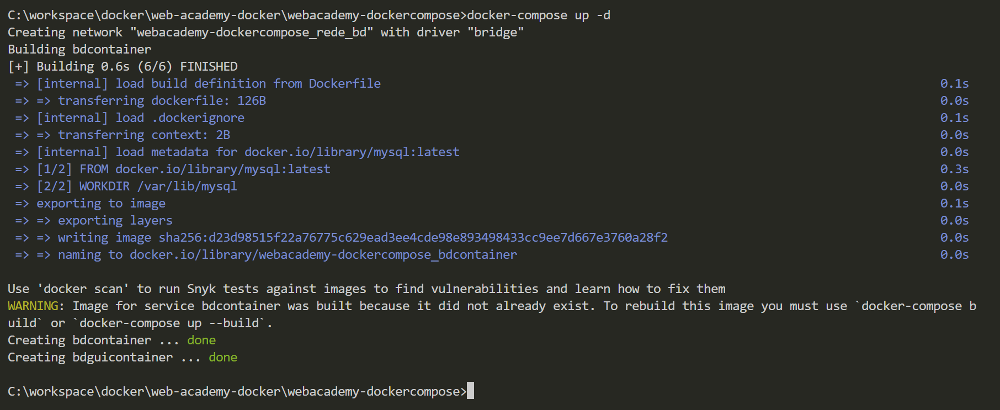 C:\workspace\docker\web-academy-docker\webacademy-dockercompose>docker-compose up -d
Creating network "webacademy-dockercompose_rede_bd" with driver "bridge"
Building bdcontainer
[+] Building 0.6s (6/6) FINISHED
=> [internal] load build definition from Dockerfile 0.1s
=> => transferring dockerfile: 126B 0.0s
=> [internal] load .dockerignore 0.1s
=> => transferring context: 2B 0.0s
=> [internal] load metadata for docker.io/library/mysql:latest 0.0s
=> [1/2] FROM docker.io/library/mysql:latest 0.3s
=> [2/2] WORKDIR /var/lib/mysql 0.0s
=> exporting to image 0.1s
=> => exporting layers 0.0s
=> => writing image sha256:d23d98515f22a76775c629ead3ee4cde98e893498433cc9ee7d667e3760a28f2 0.0s
=> => naming to docker.io/library/webacademy-dockercompose_bdcontainer 0.0s
Use 'docker scan' to run Snyk tests against images to find vulnerabilities and learn how to fix them
WARNING: Image for service bdcontainer was built because it did not already exist. To rebuild this image you must use `docker-compose b
uild` or `docker-compose up --build`.
Creating bdcontainer ... done
Creating bdguicontainer ... done
C:\workspace\docker\web-academy-docker\webacademy-dockercompose>